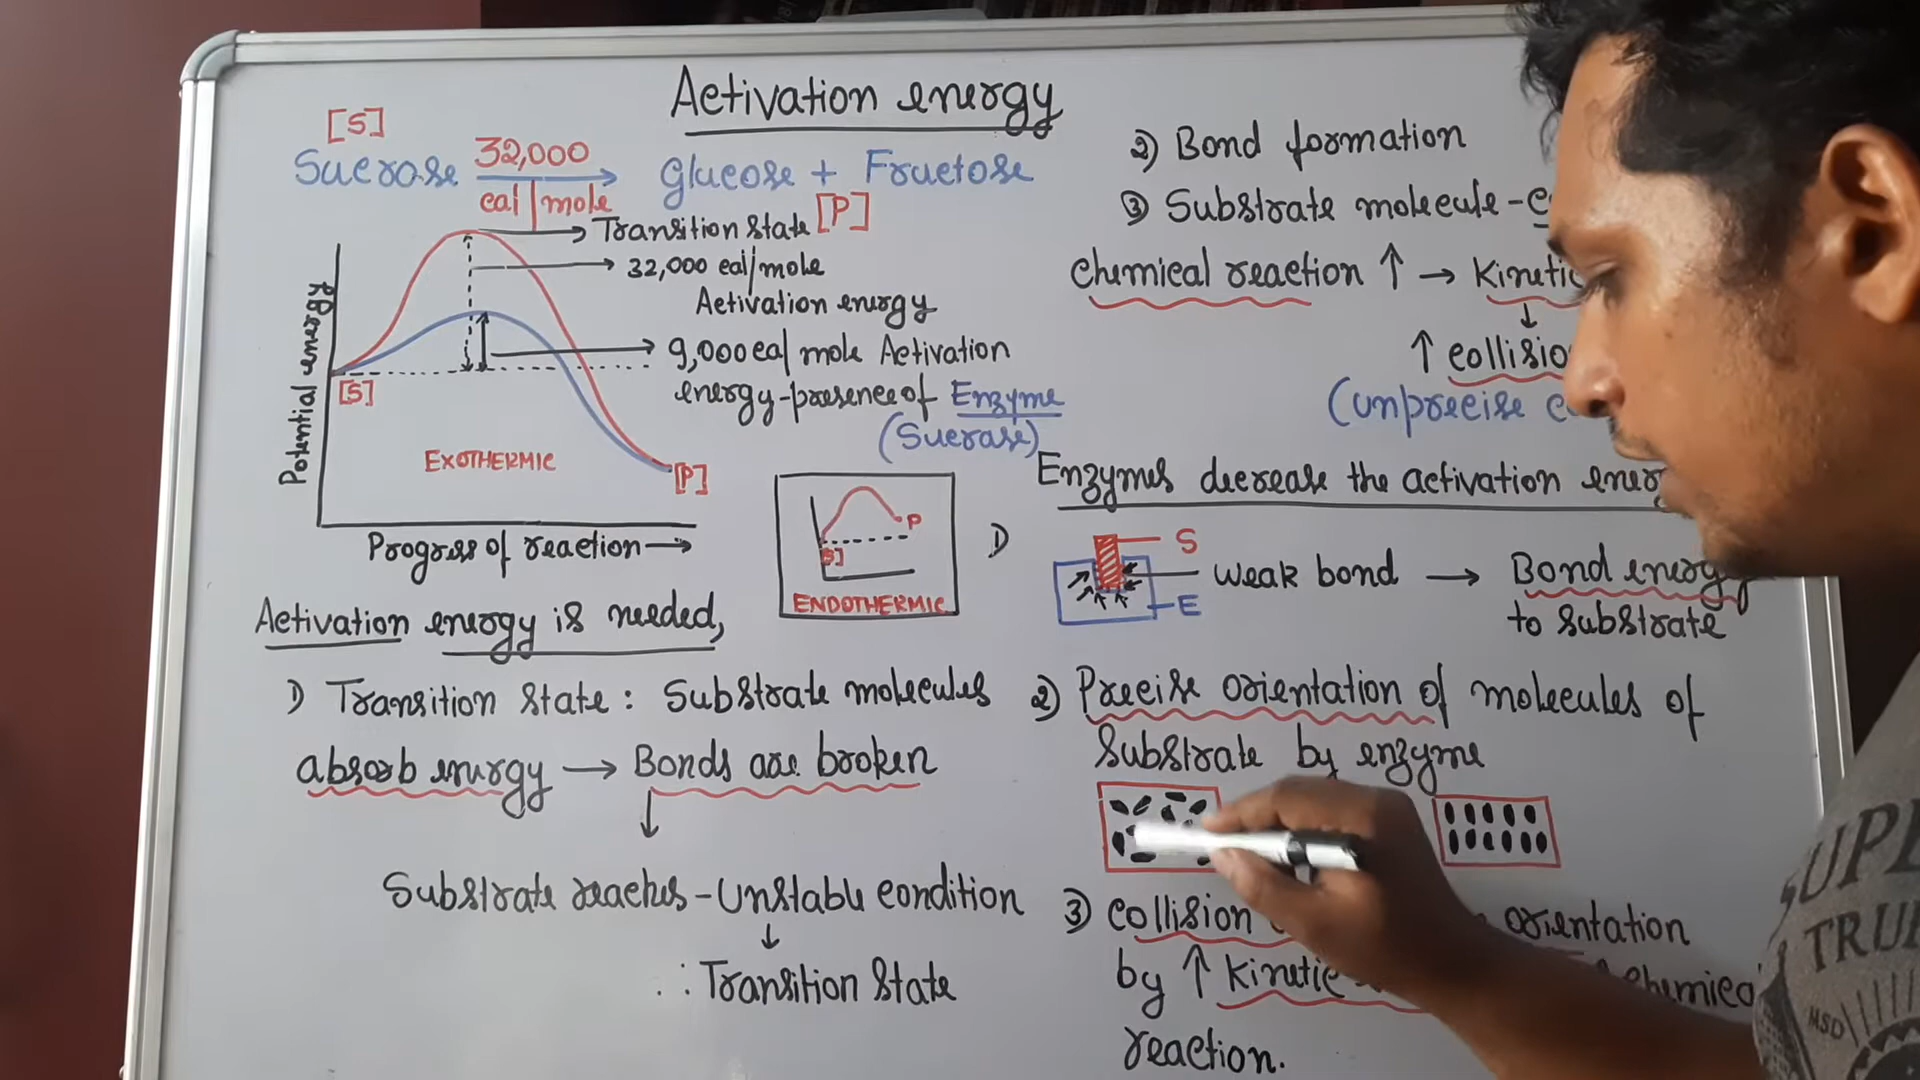 Activation energy
[S]
Sucrose 32,000 cal/mole → Glucose + Fructose
[P]
Transition State
32,000 cal/mole
Activation energy
9,000 cal mole Activation
energy-presence of Enzyme
(Sucrase)
Potential energy
[S]
EXOTHERMIC
[P]
Progress of reaction →
P
[S]
ENDOTHERMIC
Activation energy is needed,
1) Transition State : Substrate molecules
absorb energy → Bonds are broken
↓
Substrate reaches - Unstable condition
↓
∴ Transition State
2) Bond formation
③ Substrate molecule -
Chemical reaction ↑ → Kinetic
↓
↑
(unprecise
Enzymes decrease the activation
1)
S
Weak bond → Bond energy
E
to substrate
2) Precise orientation of molecules of
Substrate by enzyme
3) Collision orientation
by ↑ Kinetic
reaction.
SUPE
TRU
MSD